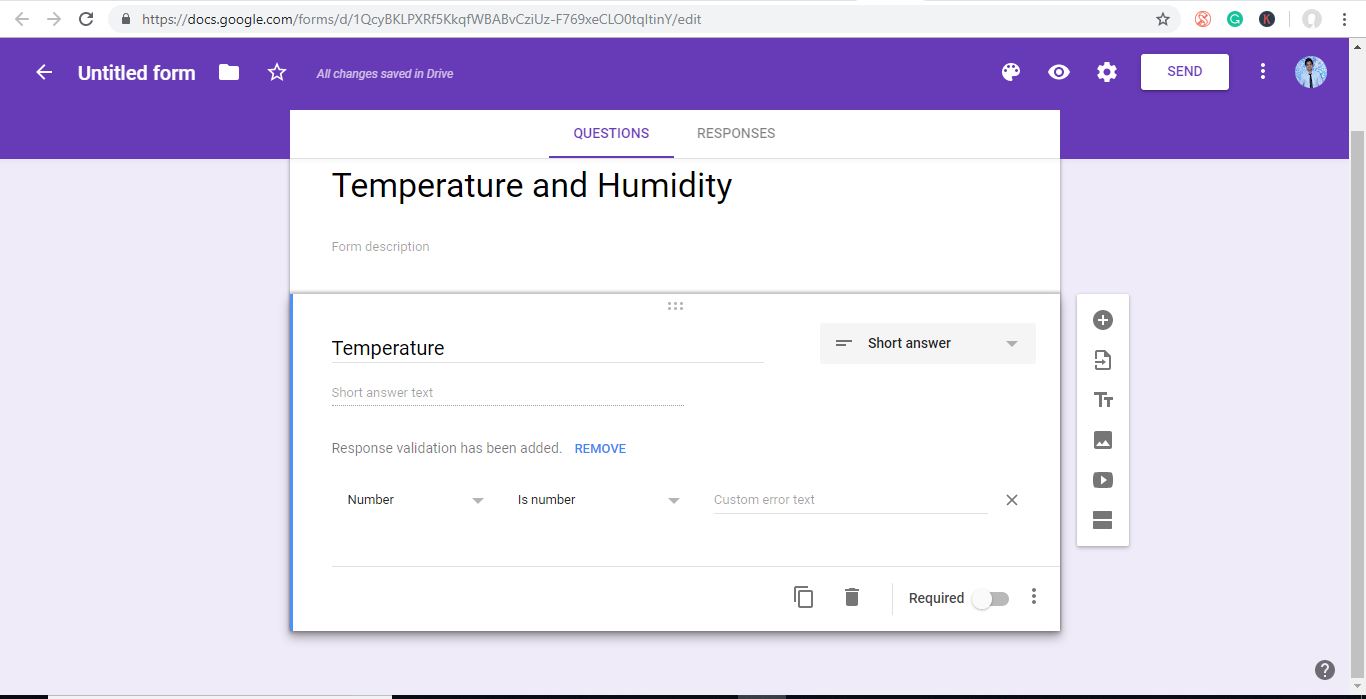 https://docs.google.com/forms/d/1QcyBKLPXRf5KkqfWBABvCziUz-F769xeCLO0tqltinY/edit
Untitled form All changes saved in Drive SEND
QUESTIONS RESPONSES
Temperature and Humidity
Form description
Temperature Short answer
Short answer text
Response validation has been added. REMOVE
Number Is number Custom error text
Required